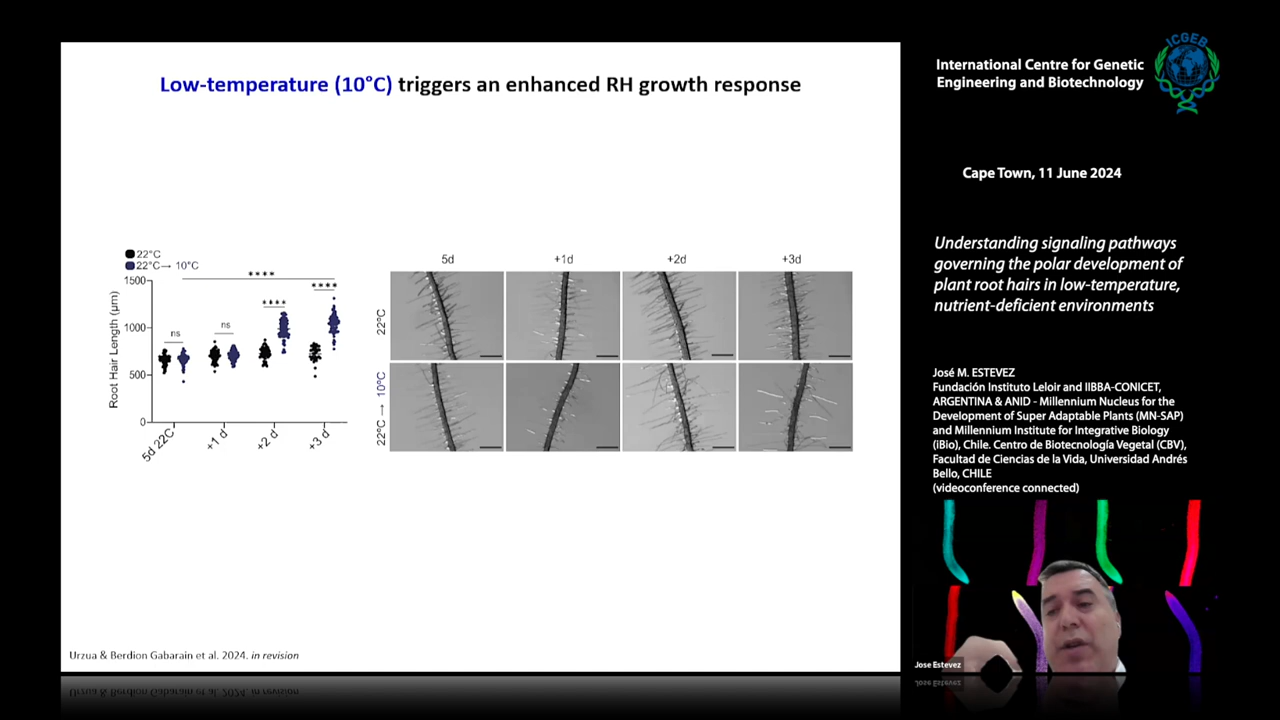 Low-temperature (10°C) triggers an enhanced RH growth response
22°C
22°C→ 10°C
Root Hair Length (µm)
1500
1000
500
0
ns
ns
****
****
****
5d 22C
+1 d
+2 d
+3 d
5d
+1d
+2d
+3d
22ºC
22ºC → 10ºC
Urzua & Berdion Gabarain et al. 2024. in revision
ICGEB
International Centre for Genetic
Engineering and Biotechnology
Cape Town, 11 June 2024
Understanding signaling pathways
governing the polar development of
plant root hairs in low-temperature,
nutrient-deficient environments
José M. ESTEVEZ
Fundación Instituto Leloir and IIBBA-CONICET,
ARGENTINA & ANID - Millennium Nucleus for the
Development of Super Adaptable Plants (MN-SAP)
and Millennium Institute for Integrative Biology
(iBio), Chile. Centro de Biotecnología Vegetal (CBV),
Facultad de Ciencias de la Vida, Universidad Andrés
Bello, CHILE
(videoconference connected)
Jose Estevez